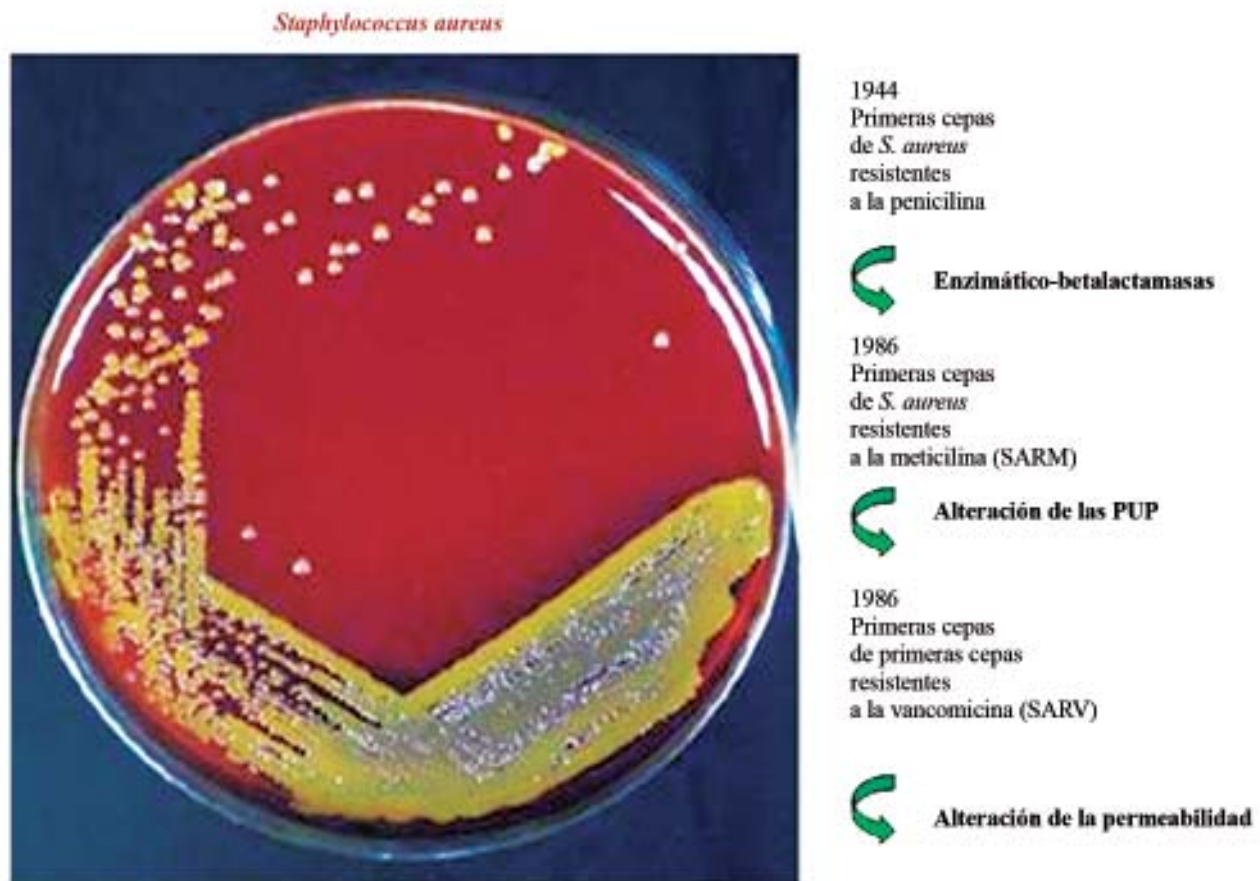 Staphylococcus aureus
1944
Primeras cepas
de S. aureus
resistentes
a la penicilina
Enzimático-betalactamasas
1986
Primeras cepas
de S. aureus
resistentes
a la meticilina (SARM)
Alteración de las PUP
1986
Primeras cepas
de primeras cepas
resistentes
a la vancomicina (SARV)
Alteración de la permeabilidad